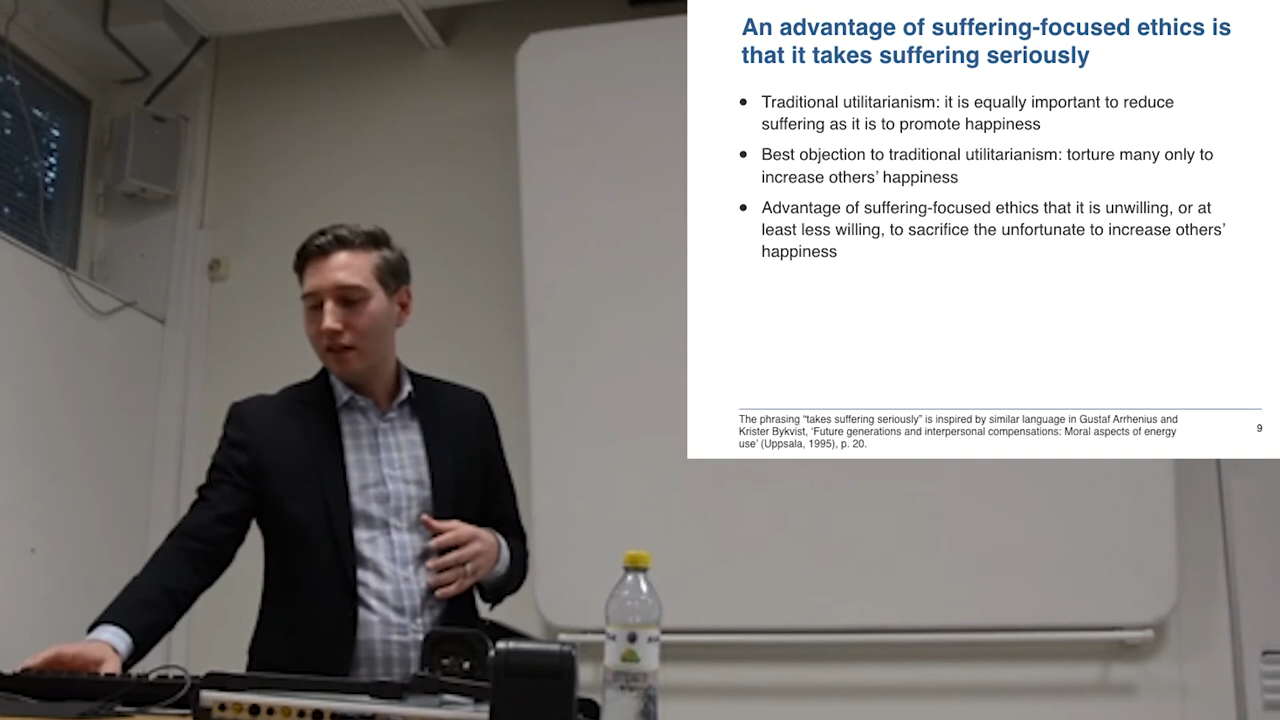 An advantage of suffering-focused ethics is
that it takes suffering seriously
• Traditional utilitarianism: it is equally important to reduce
suffering as it is to promote happiness
• Best objection to traditional utilitarianism: torture many only to
increase others’ happiness
• Advantage of suffering-focused ethics that it is unwilling, or at
least less willing, to sacrifice the unfortunate to increase others’
happiness
The phrasing “takes suffering seriously” is inspired by similar language in Gustaf Arrhenius and
Krister Bykvist, ‘Future generations and interpersonal compensations: Moral aspects of energy
use’ (Uppsala, 1995), p. 20.
9